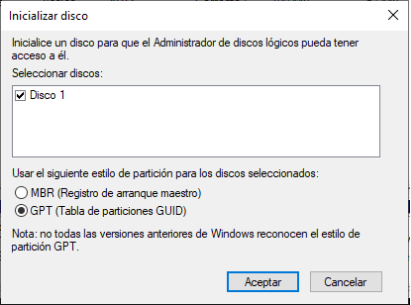 Inicializar disco
Inicialice un disco para que el Administrador de discos lógicos pueda tener
acceso a él.
Seleccionar discos:
Disco 1
Usar el siguiente estilo de partición para los discos seleccionados:
MBR (Registro de arranque maestro)
GPT (Tabla de particiones GUID)
Nota: no todas las versiones anteriores de Windows reconocen el estilo de
partición GPT.
Aceptar
Cancelar